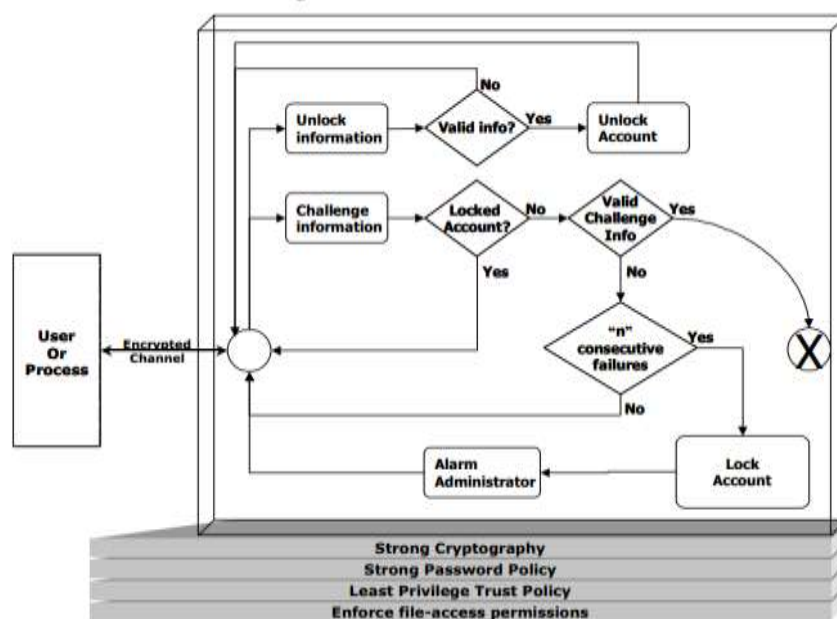 No
Unlock
information
Valid info?
Yes
Unlock
Account
Challenge
information
Locked
Account?
No
Valid
Challenge
Info
Yes
Yes
No
User
Or
Process
Encrypted
Channel
"n"
consecutive
failures
Yes
X
No
Alarm
Administrator
Lock
Account
Strong Cryptography
Strong Password Policy
Least Privilege Trust Policy
Enforce file-access permissions